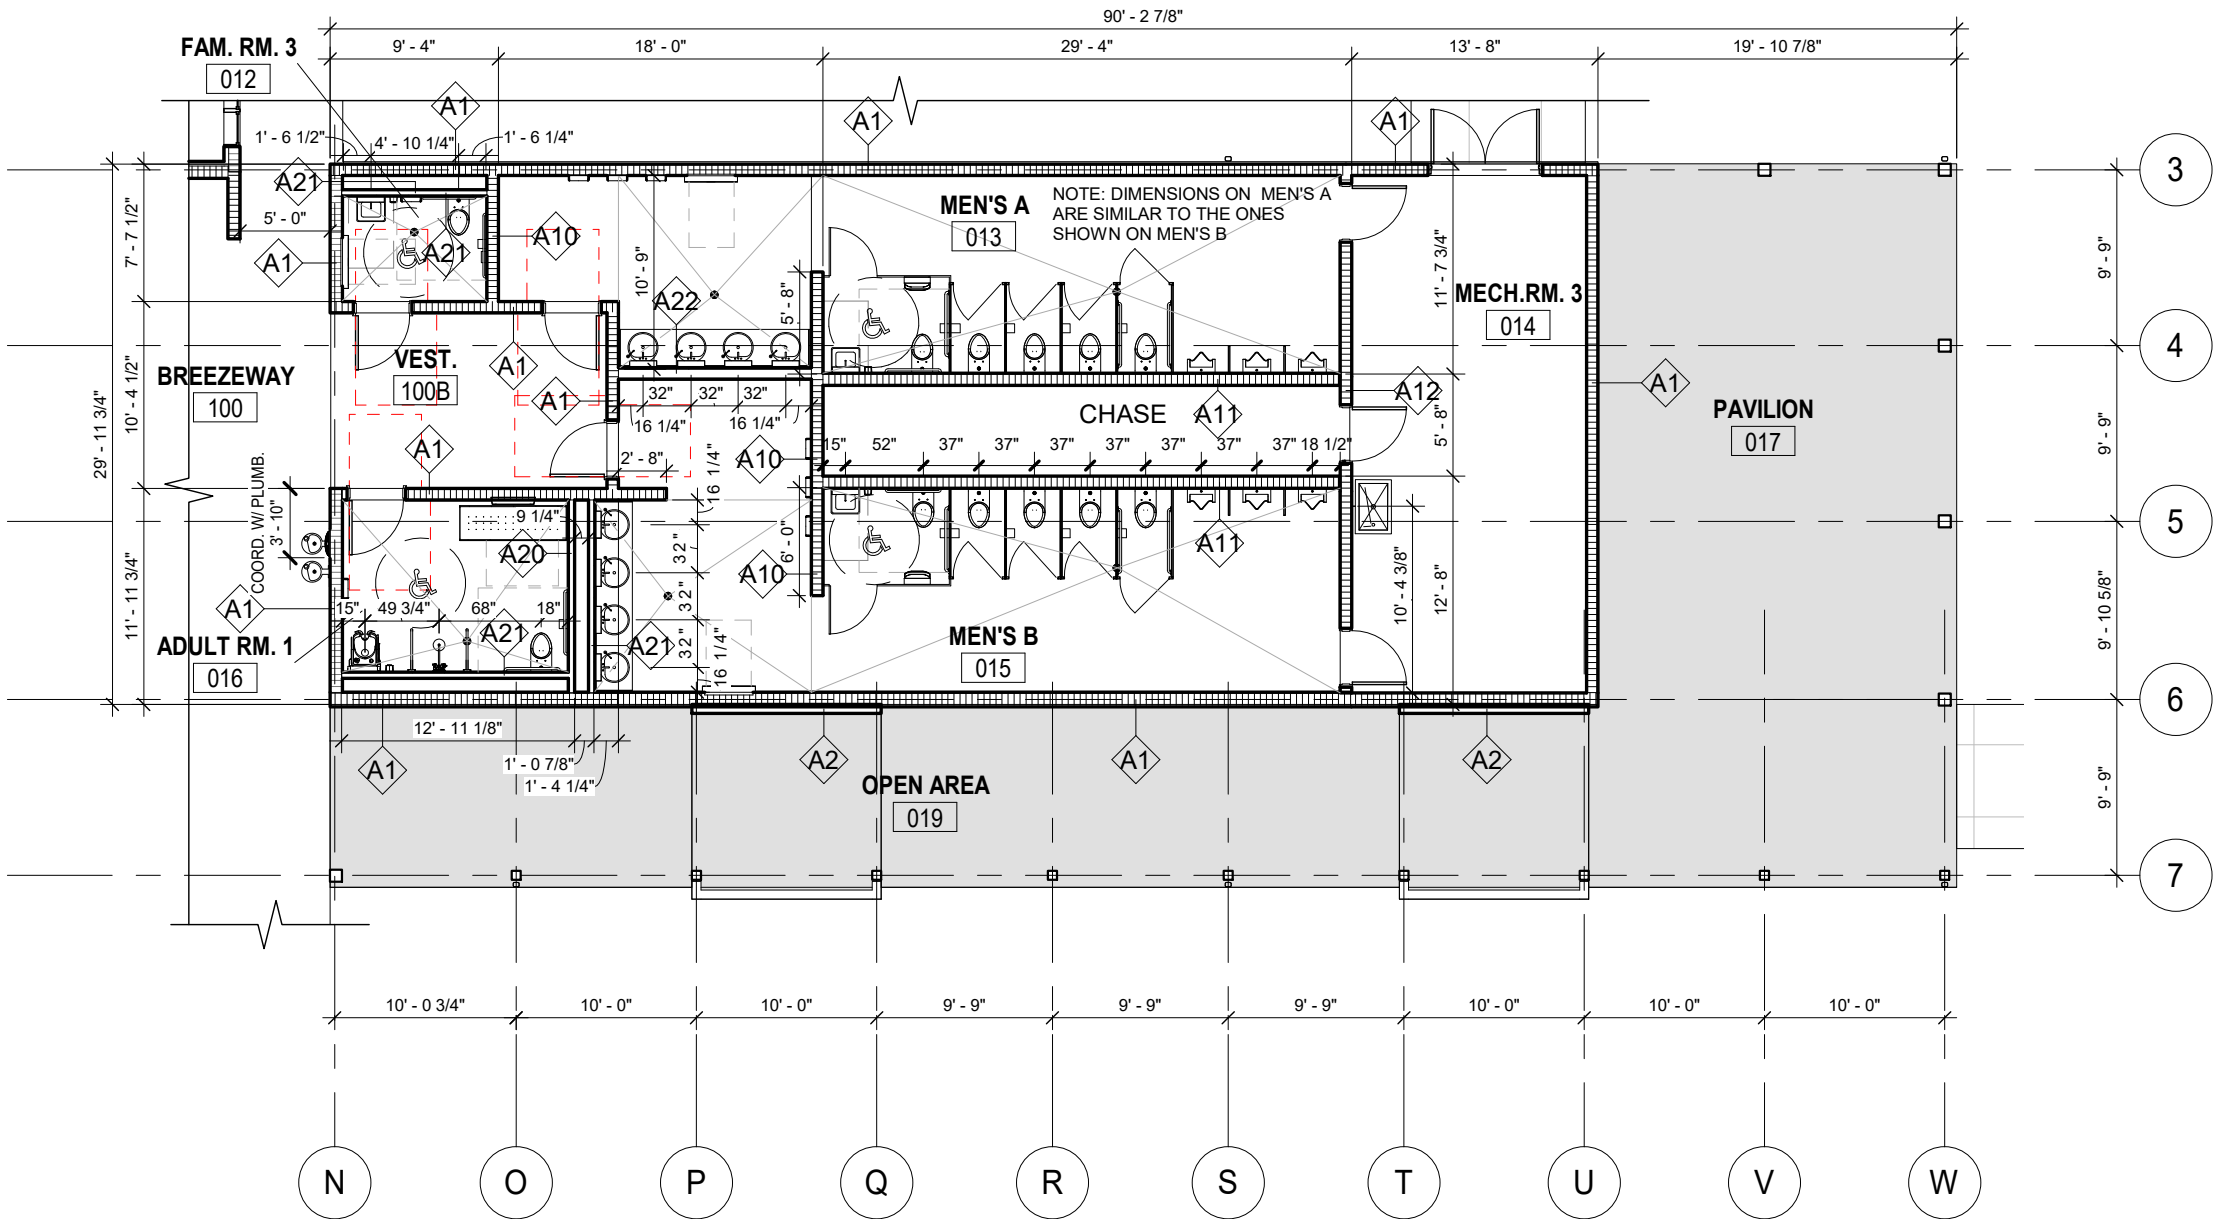 90' - 2 7/8"
9' - 4"
18' - 0"
29' - 4"
13' - 8"
19' - 10 7/8"
FAM. RM. 3
012
A1
A1
A1
1' - 6 1/2"
4' - 10 1/4"
1' - 6 1/4"
A21
5' - 0"
A1
A21
A10
10' - 9"
A22
5' - 8"
MEN'S A
013
NOTE: DIMENSIONS ON MEN'S A
ARE SIMILAR TO THE ONES
SHOWN ON MEN'S B
11' - 7 3/4"
MECH.RM. 3
014
3
9' - 9"
4
7' - 7 1/2"
10' - 4 1/2"
29' - 11 3/4"
11' - 11 3/4"
BREEZEWAY
100
VEST.
100B
A1
A1
A1
32"
32"
32"
16 1/4"
16 1/4"
2' - 8"
16 1/4"
A10
CHASE
A11
A12
A1
PAVILION
017
5' - 8"
15"
52"
37"
37"
37"
37"
37"
37"
37"
18 1/2"
9' - 9"
5
COORD. W/ PLUMB.
3' - 10"
9 1/4"
A20
32"
32"
32"
16 1/4"
6' - 0"
A10
A11
10' - 4 3/8"
12' - 8"
9' - 10 5/8"
A1
15"
49 3/4"
68"
18"
A21
A21
ADULT RM. 1
016
MEN'S B
015
6
12' - 11 1/8"
1' - 0 7/8"
1' - 4 1/4"
A1
A2
A1
A2
OPEN AREA
019
9' - 9"
7
10' - 0 3/4"
10' - 0"
10' - 0"
9' - 9"
9' - 9"
9' - 9"
10' - 0"
10' - 0"
10' - 0"
N
O
P
Q
R
S
T
U
V
W